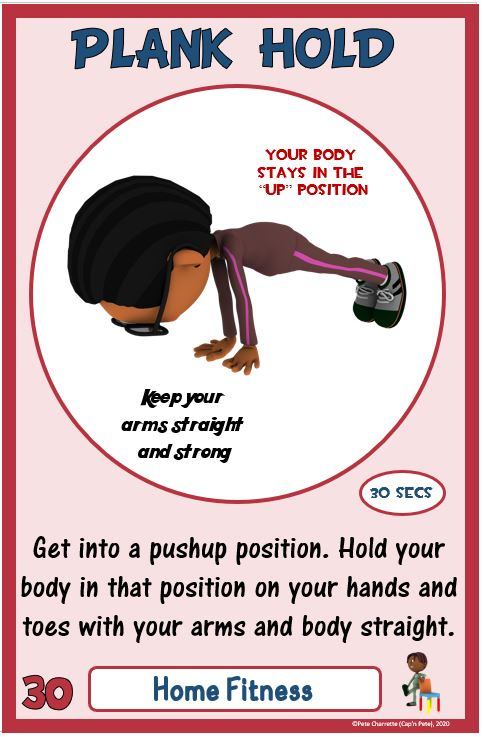 PLANK HOLD
YOUR BODY
STAYS IN THE
“UP” POSITION
Keep your
arms straight
and strong
30 SECS
Get into a pushup position. Hold your
body in that position on your hands and
toes with your arms and body straight.
30
Home Fitness
©Pete Charrette (Cap'n Pete), 2020